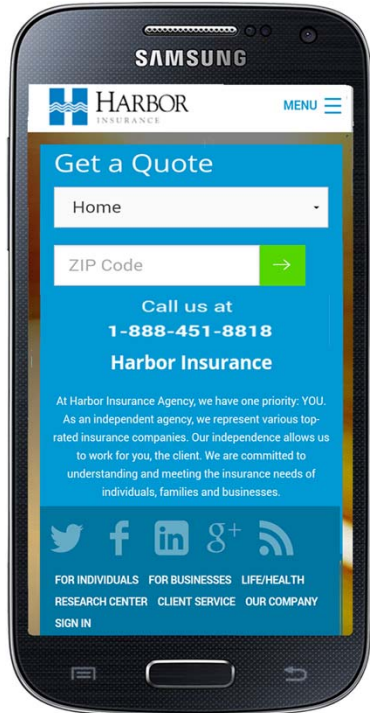 SAMSUNG
HARBOR
INSURANCE
MENU
Get a Quote
Home
ZIP Code
Call us at
1-888-451-8818
Harbor Insurance
At Harbor Insurance Agency, we have one priority: YOU.
As an independent agency, we represent various top-
rated insurance companies. Our independence allows us
to work for you, the client. We are committed to
understanding and meeting the insurance needs of
individuals, families and businesses.
f in g+
FOR INDIVIDUALS FOR BUSINESSES LIFE/HEALTH
RESEARCH CENTER CLIENT SERVICE OUR COMPANY
SIGN IN